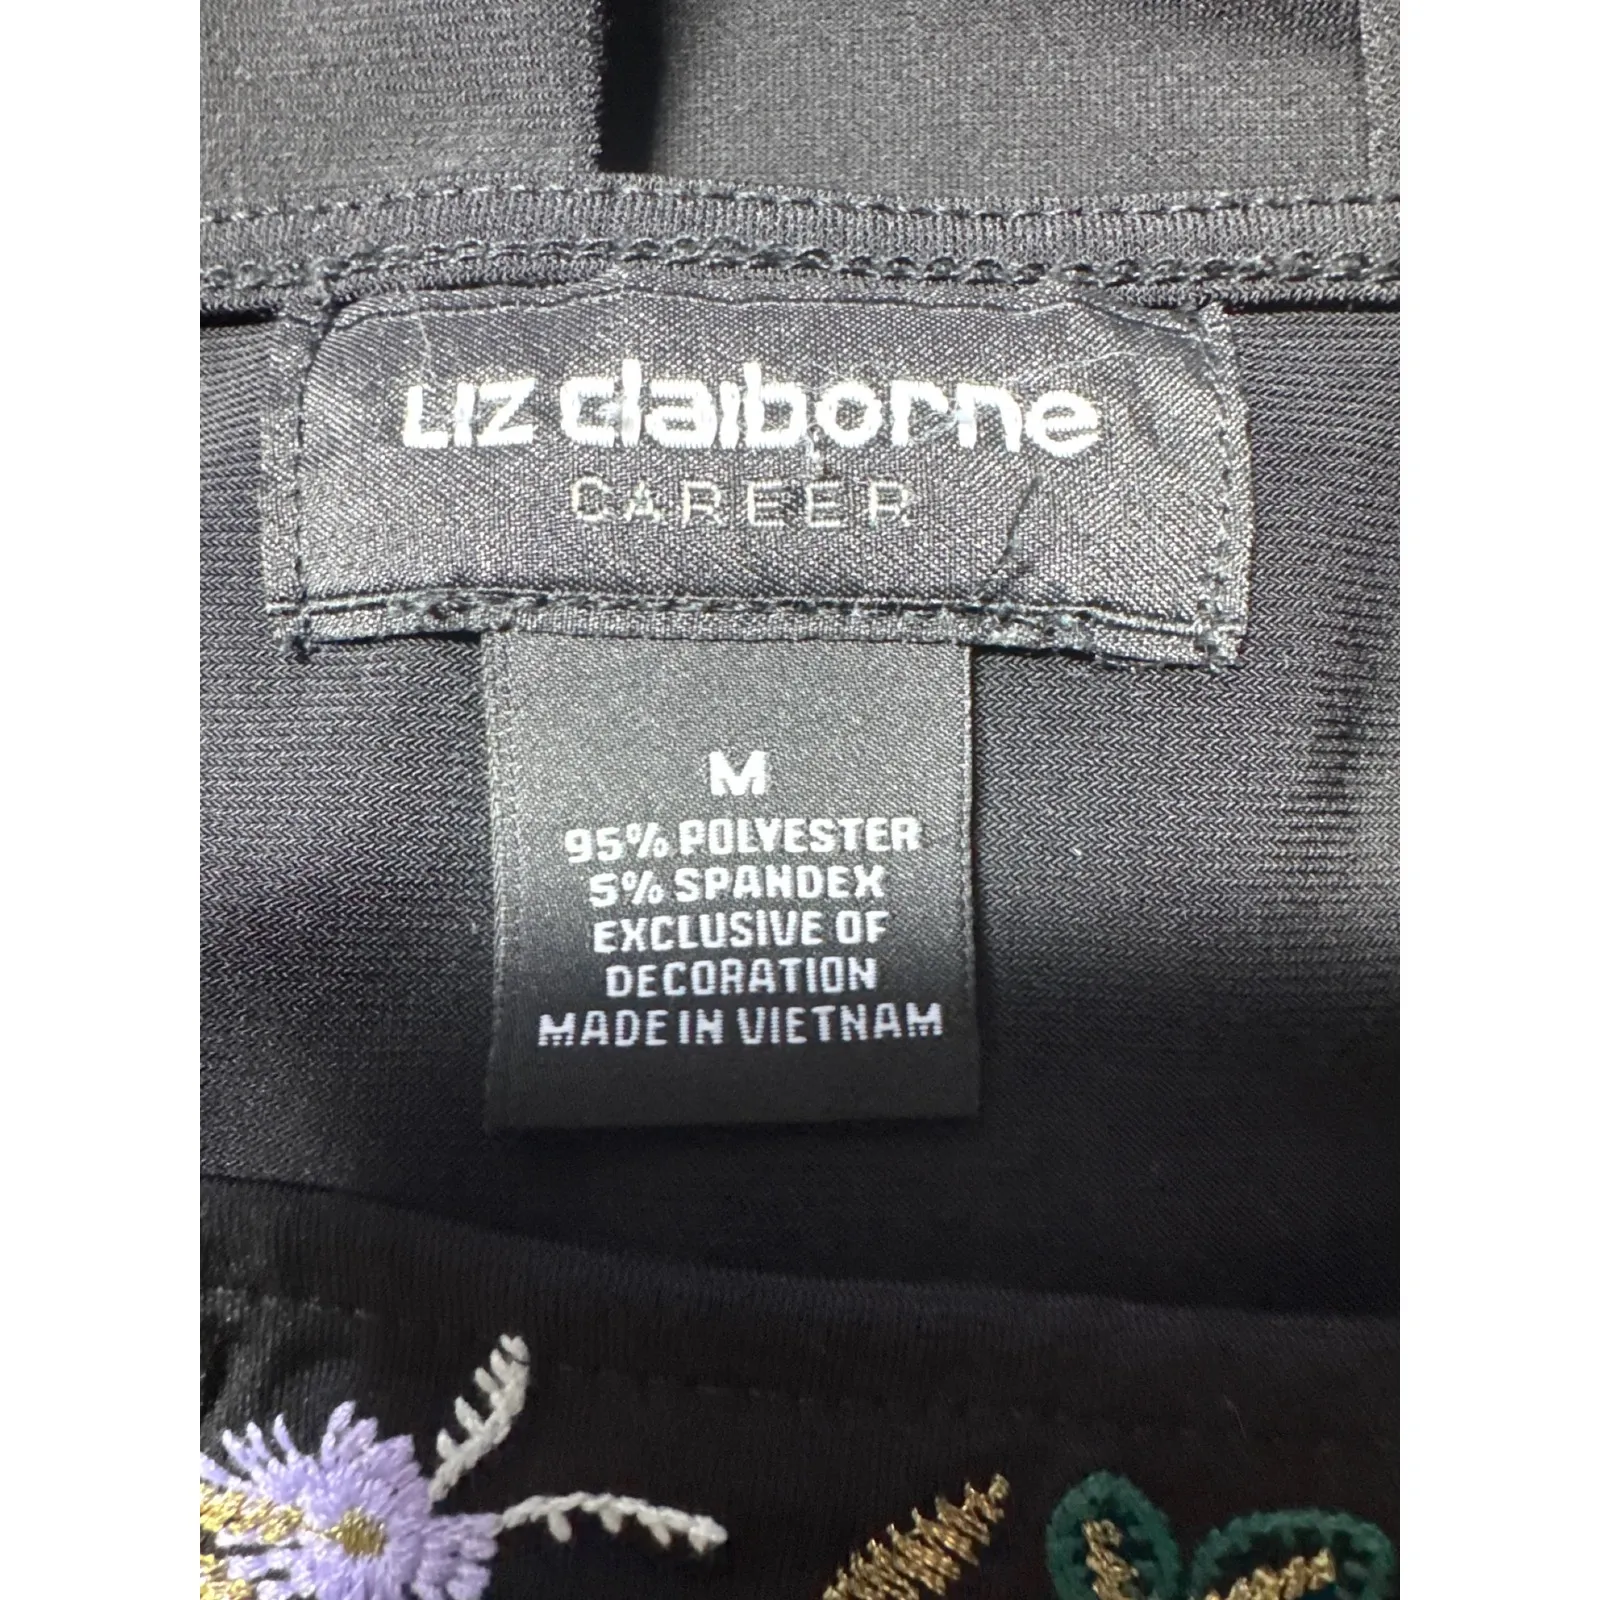 Liz claiborne
CAREER
M
95% POLYESTER
5% SPANDEX
EXCLUSIVE OF
DECORATION
MADE IN VIETNAM